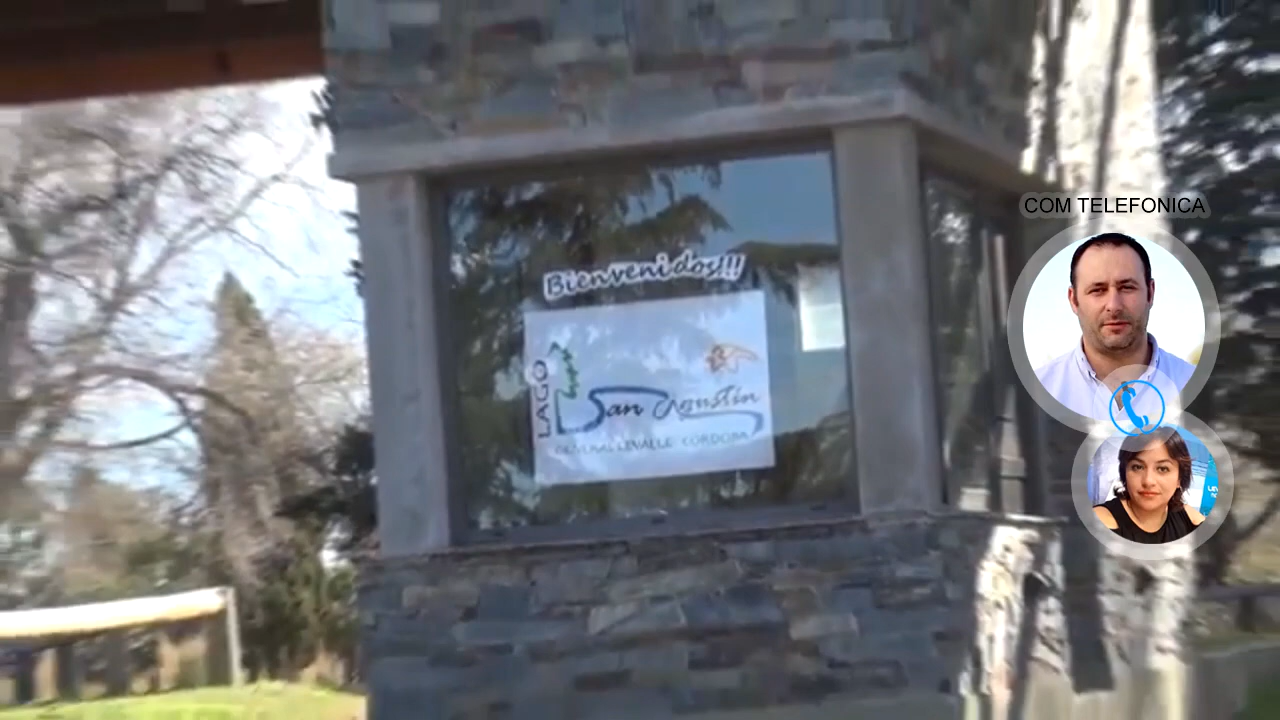 COM TELEFONICA
Bienvenidos!!!
LAGO
San Agustín
GENERAL LEVALLE CORDOBA